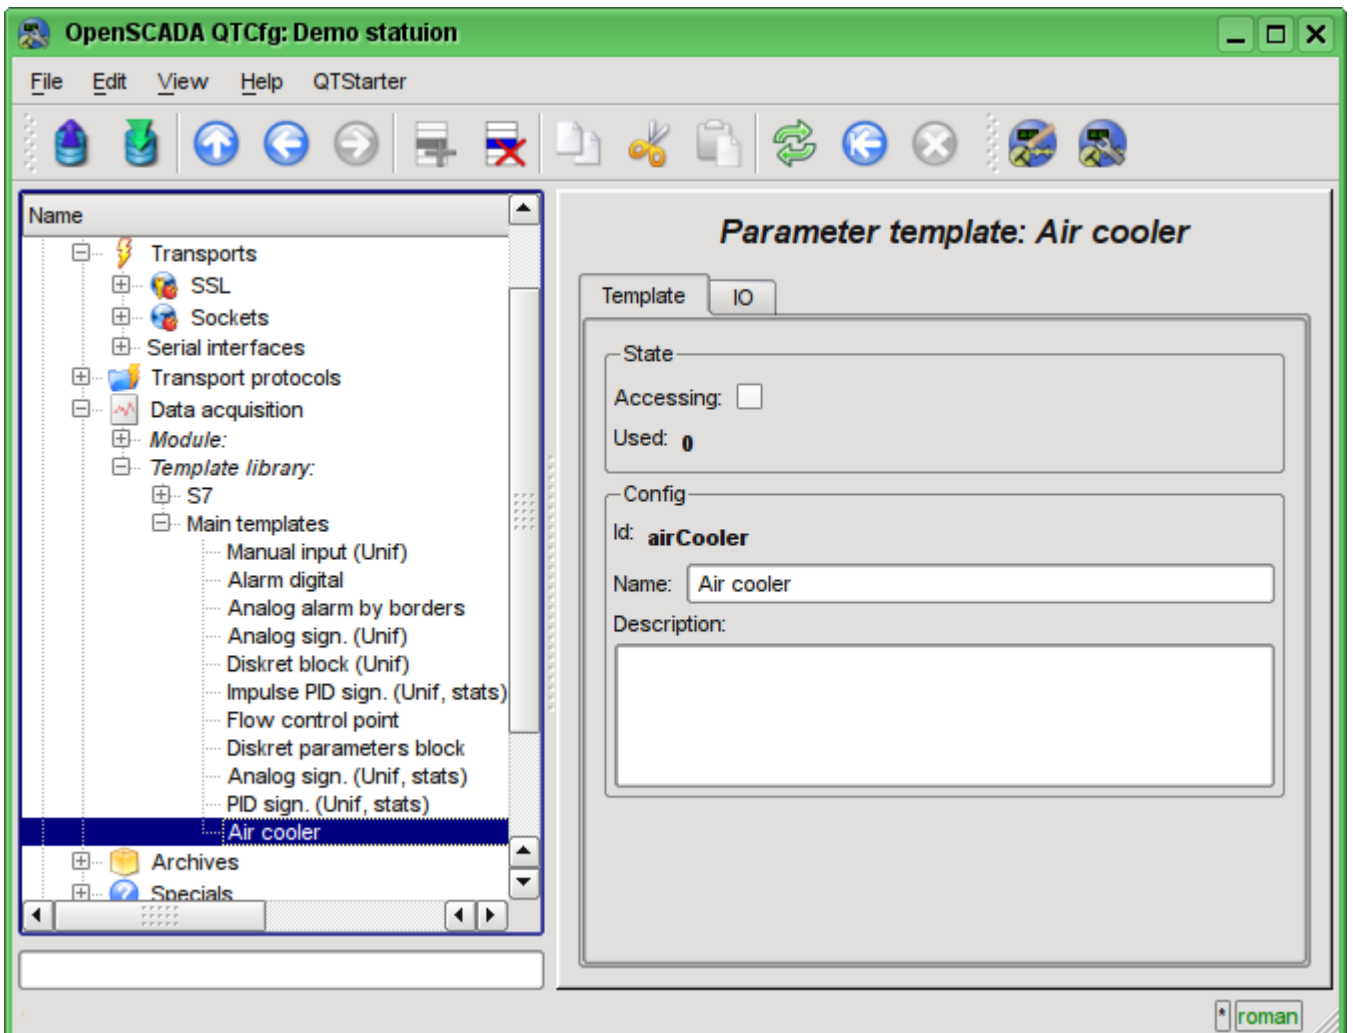 OpenSCADA QTCfg: Demo statuion
File Edit View Help QTStarter
Name
Transports
SSL
Sockets
Serial interfaces
Transport protocols
Data acquisition
Module:
Template library:
S7
Main templates
Manual input (Unif)
Alarm digital
Analog alarm by borders
Analog sign. (Unif)
Diskret block (Unif)
Impulse PID sign. (Unif, stats)
Flow control point
Diskret parameters block
Analog sign. (Unif, stats)
PID sign. (Unif, stats)
Air cooler
Archives
Specials
Parameter template: Air cooler
Template IO
State
Accessing:
Used: 0
Config
Id: airCooler
Name: Air cooler
Description:
* roman